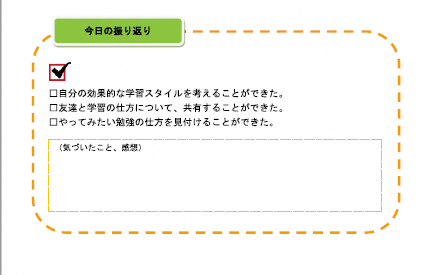 今日の振り返り
□自分の効果的な学習スタイルを考えることができた。
□友達と学習の仕方について、共有することができた。
□やってみたい勉強の仕方を見付けることができた。
（気づいたこと、感想）